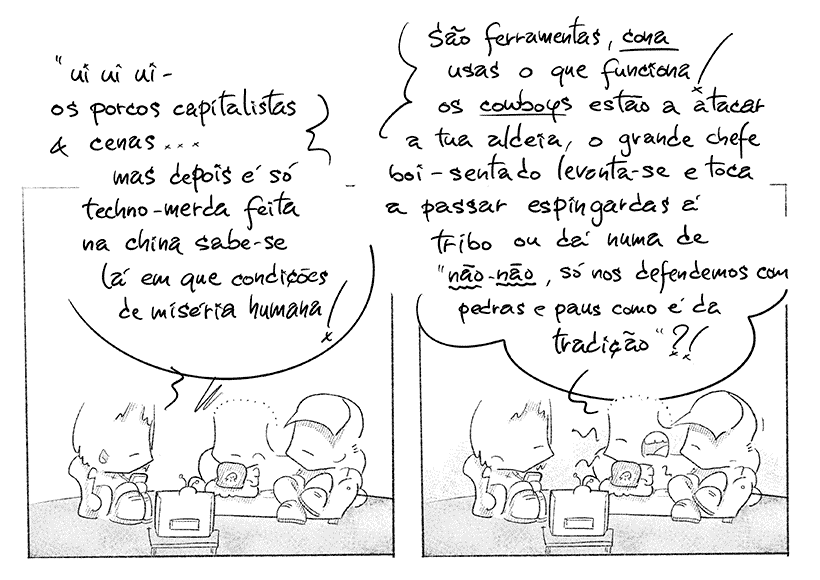 "ui ui ui -
os porcos capitalistas
& cenas...
mas depois é só
techno-merda feita
na china sabe-se
lá em que condições
de miséria humana!
São ferramentas, cona
usas o que funciona!
os cowboys estão a atacar
a tua aldeia, o grande chefe
boi-sentado levanta-se e toca
a passar espingardas á
tribo ou dá numa de
"não-não, só nos defendemos com
pedras e paus como é da
tradição"?!